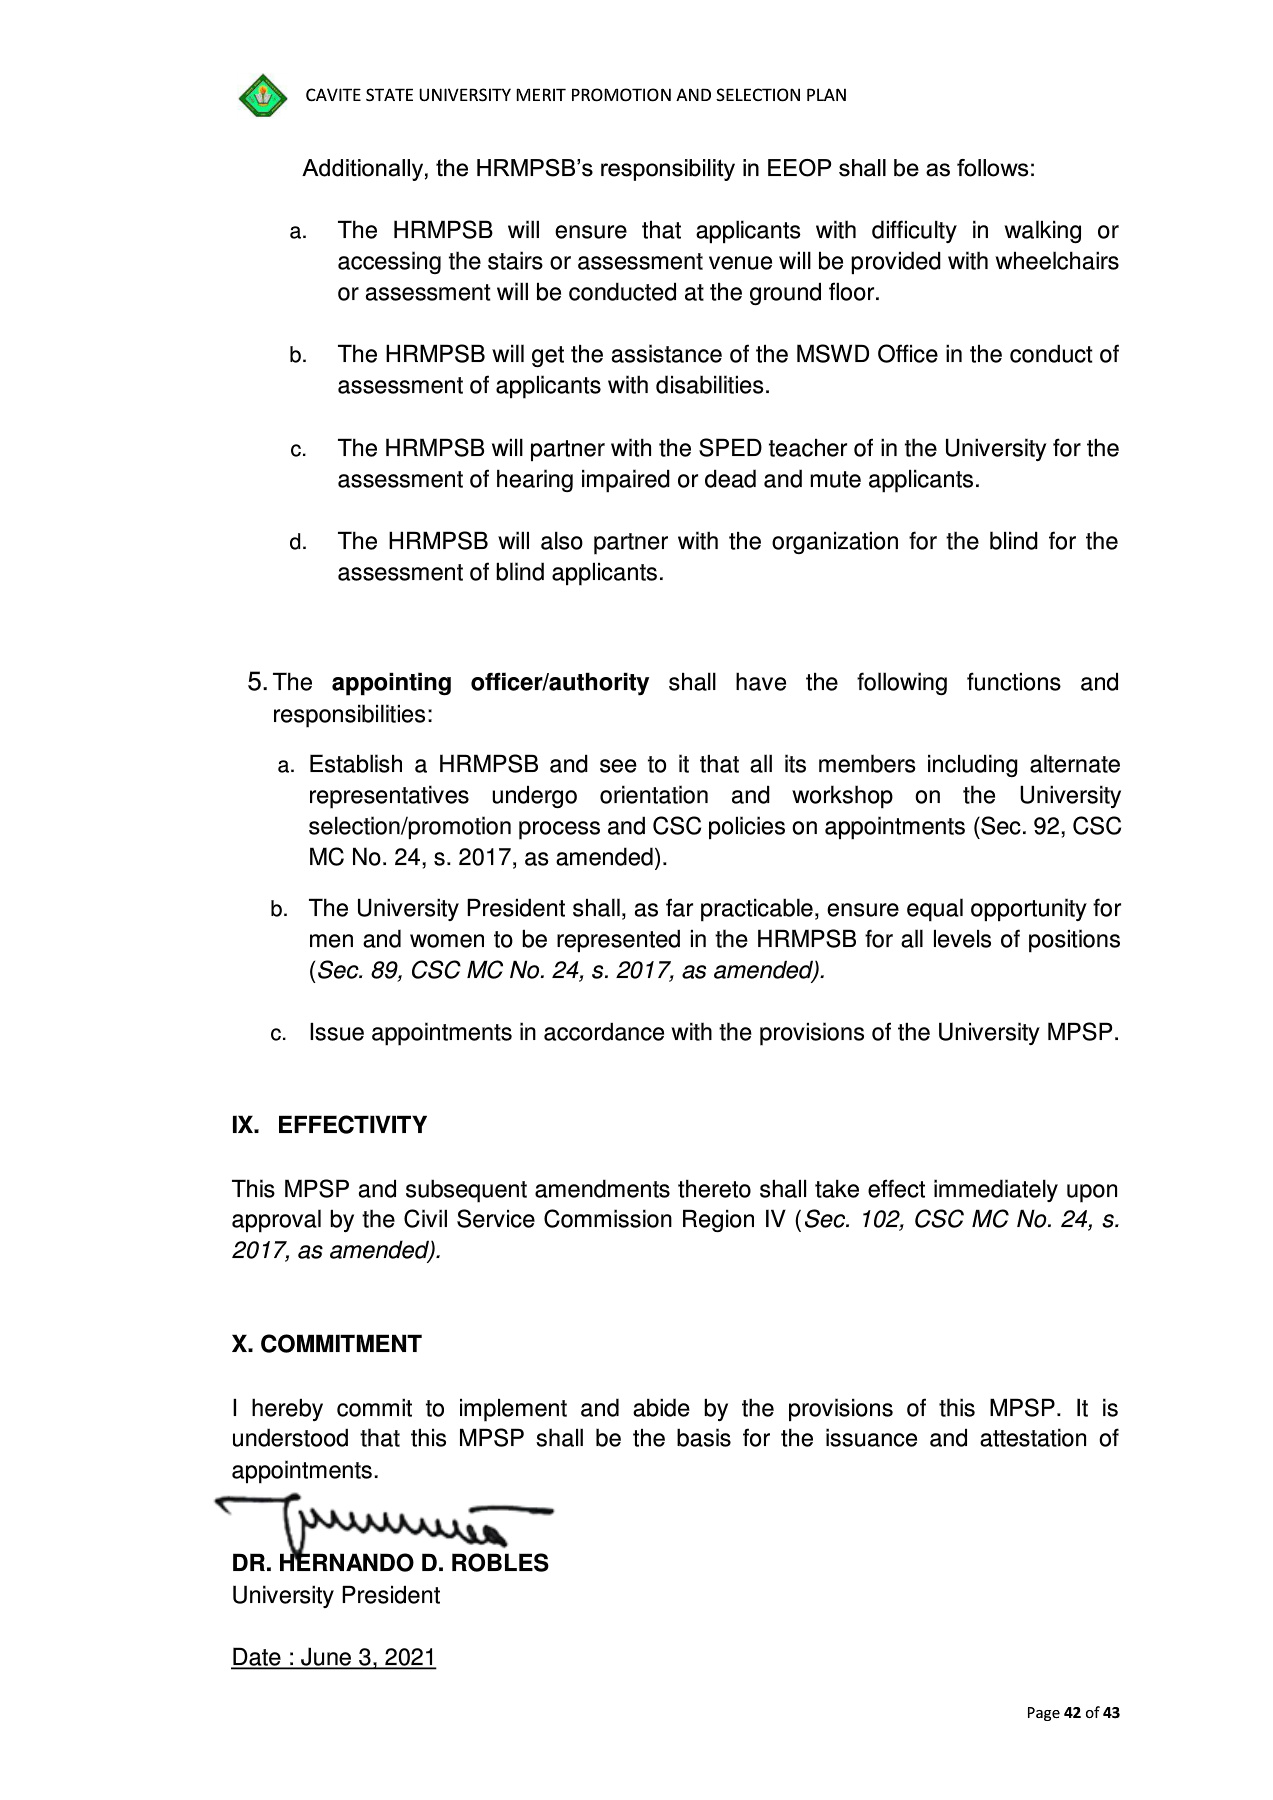 CAVITE STATE UNIVERSITY MERIT PROMOTION AND SELECTION PLAN
Additionally, the HRMPSB’s responsibility in EEOP shall be as follows:
a. The HRMPSB will ensure that applicants with difficulty in walking or
accessing the stairs or assessment venue will be provided with wheelchairs
or assessment will be conducted at the ground floor.
b. The HRMPSB will get the assistance of the MSWD Office in the conduct of
assessment of applicants with disabilities.
c. The HRMPSB will partner with the SPED teacher of in the University for the
assessment of hearing impaired or dead and mute applicants.
d. The HRMPSB will also partner with the organization for the blind for the
assessment of blind applicants.
5. The appointing officer/authority shall have the following functions and
responsibilities:
a. Establish a HRMPSB and see to it that all its members including alternate
representatives undergo orientation and workshop on the University
selection/promotion process and CSC policies on appointments (Sec. 92, CSC
MC No. 24, s. 2017, as amended).
b. The University President shall, as far practicable, ensure equal opportunity for
men and women to be represented in the HRMPSB for all levels of positions
(Sec. 89, CSC MC No. 24, s. 2017, as amended).
c. Issue appointments in accordance with the provisions of the University MPSP.
IX. EFFECTIVITY
This MPSP and subsequent amendments thereto shall take effect immediately upon
approval by the Civil Service Commission Region IV (Sec. 102, CSC MC No. 24, s.
2017, as amended).
X. COMMITMENT
I hereby commit to implement and abide by the provisions of this MPSP. It is
understood that this MPSP shall be the basis for the issuance and attestation of
appointments.
DR. HERNANDO D. ROBLES
University President
Date : June 3, 2021
Page 42 of 43